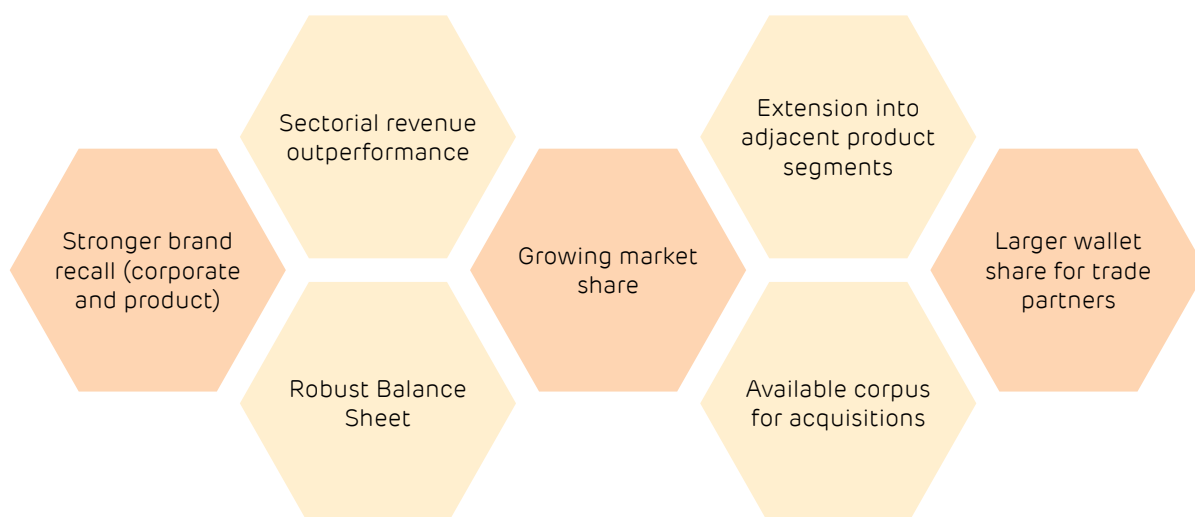 Stronger brand
recall (corporate
and product)
Sectorial revenue
outperformance
Robust Balance
Sheet
Growing market
share
Extension into
adjacent product
segments
Available corpus
for acquisitions
Larger wallet
share for trade
partners